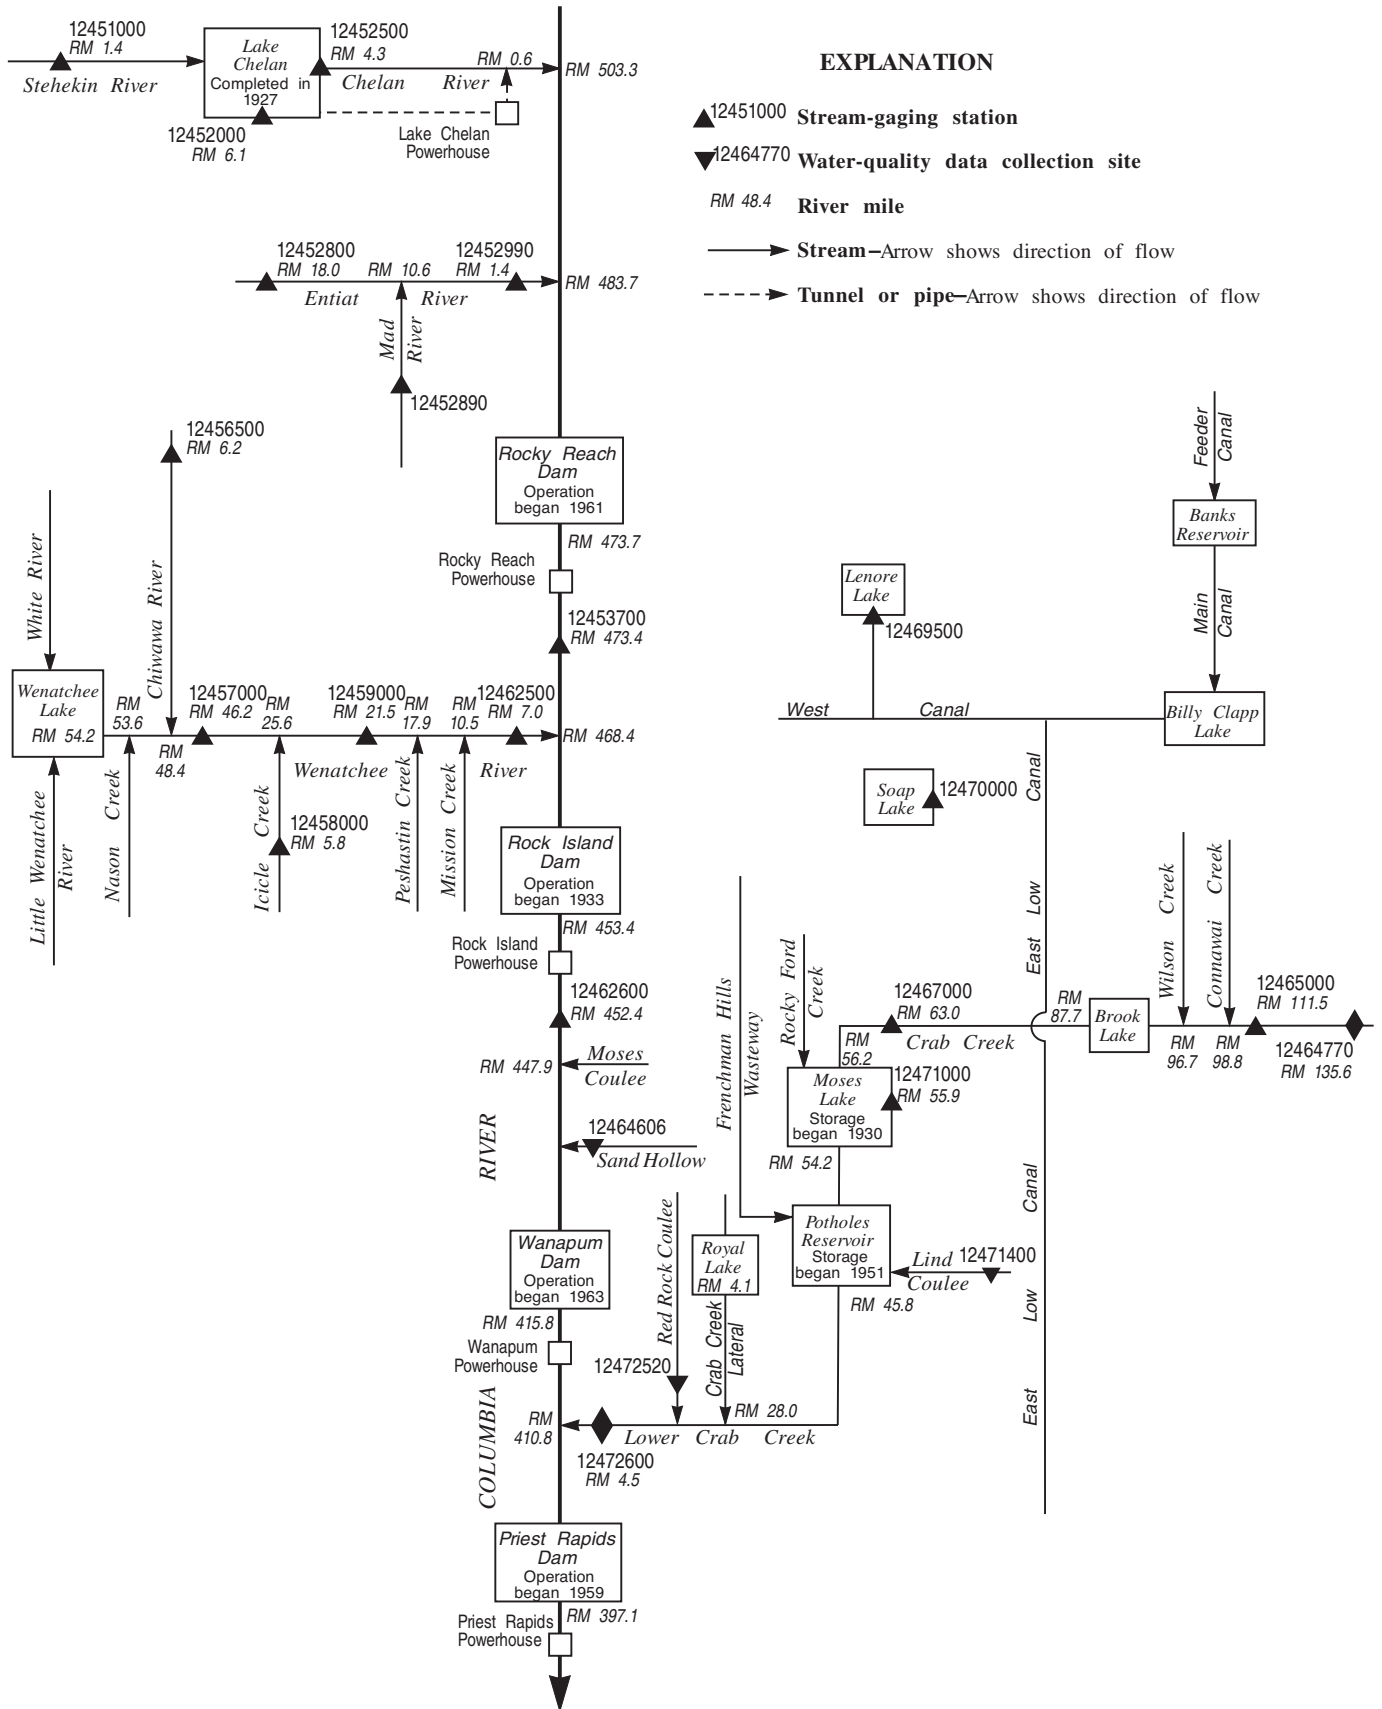 12451000
RM 1.4
Stehekin River
Lake
Chelan
Completed in
1927
12452000
RM 6.1
12452500
RM 4.3
Chelan River
RM 0.6
RM 503.3
Lake Chelan
Powerhouse
EXPLANATION
12451000 Stream-gaging station
12464770 Water-quality data collection site
RM 48.4 River mile
Stream–Arrow shows direction of flow
Tunnel or pipe–Arrow shows direction of flow
12452800
RM 18.0
RM 10.6
12452990
RM 1.4
Entiat River
RM 483.7
Mad
River
12452890
12456500
RM 6.2
Rocky Reach
Dam
Operation
began 1961
RM 473.7
Rocky Reach
Powerhouse
12453700
RM 473.4
White River
Chiwawa River
Wenatchee
Lake
RM 54.2
RM
53.6
RM
48.4
12457000
RM 46.2
RM
25.6
12459000
RM 21.5
RM
17.9
RM
10.5
12462500
RM 7.0
RM 468.4
Wenatchee River
Little Wenatchee
River
Nason Creek
Icicle Creek
12458000
RM 5.8
Peshastin Creek
Mission Creek
Rock Island
Dam
Operation
began 1933
RM 453.4
Rock Island
Powerhouse
12462600
RM 452.4
RM 447.9
Moses
Coulee
12464606
Sand Hollow
RIVER
Wanapum
Dam
Operation
began 1963
RM 415.8
Wanapum
Powerhouse
COLUMBIA
RM
410.8
12472600
RM 4.5
Lower Crab Creek
12472520
Red Rock Coulee
Royal
Lake
RM 4.1
Crab Creek
Lateral
RM 28.0
Priest Rapids
Dam
Operation
began 1959
RM 397.1
Priest Rapids
Powerhouse
Feeder
Canal
Banks
Reservoir
Main
Canal
Billy Clapp
Lake
West Canal
Lenore
Lake
12469500
Soap
Lake
12470000
East Low Canal
Wilson Creek
Connawai Creek
12465000
RM 111.5
12464770
RM 135.6
RM
98.8
RM
96.7
Brook
Lake
RM
87.7
12467000
RM 63.0
Crab Creek
RM
56.2
Rocky Ford
Creek
Frenchman Hills
Wasteway
Moses
Lake
Storage
began 1930
12471000
RM 55.9
RM 54.2
Potholes
Reservoir
Storage
began 1951
RM 45.8
Lind
Coulee
12471400
East Low Canal